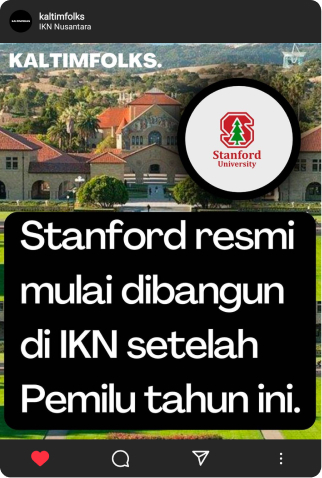 kaltimfolks
IKN Nusantara
KALTIMFOLKS.
Stanford
University
Stanford resmi
mulai dibangun
di IKN setelah
Pemilu tahun ini.